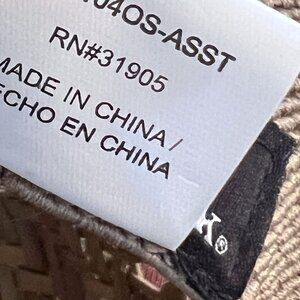 04OS-ASST
RN#31905
MADE IN CHINA /
ECHO EN CHINA
K®